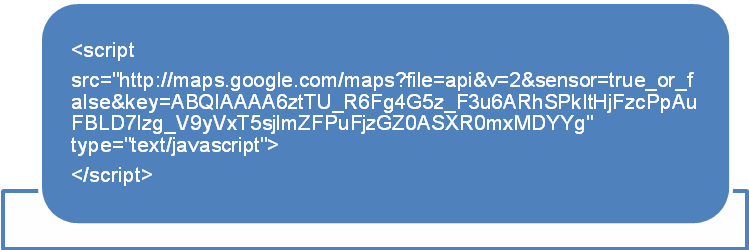 <script
src="http://maps.google.com/maps?file=api&v=2&sensor=true_or_f
alse&key=ABQIAAAA6ztTU_R6Fg4G5z_F3u6ARhSPkItHjFzcPpAu
FBLD7lzg_V9yVxT5sjlmZFPuFjzGZ0ASXR0mxMDYYg"
type="text/javascript">
</script>